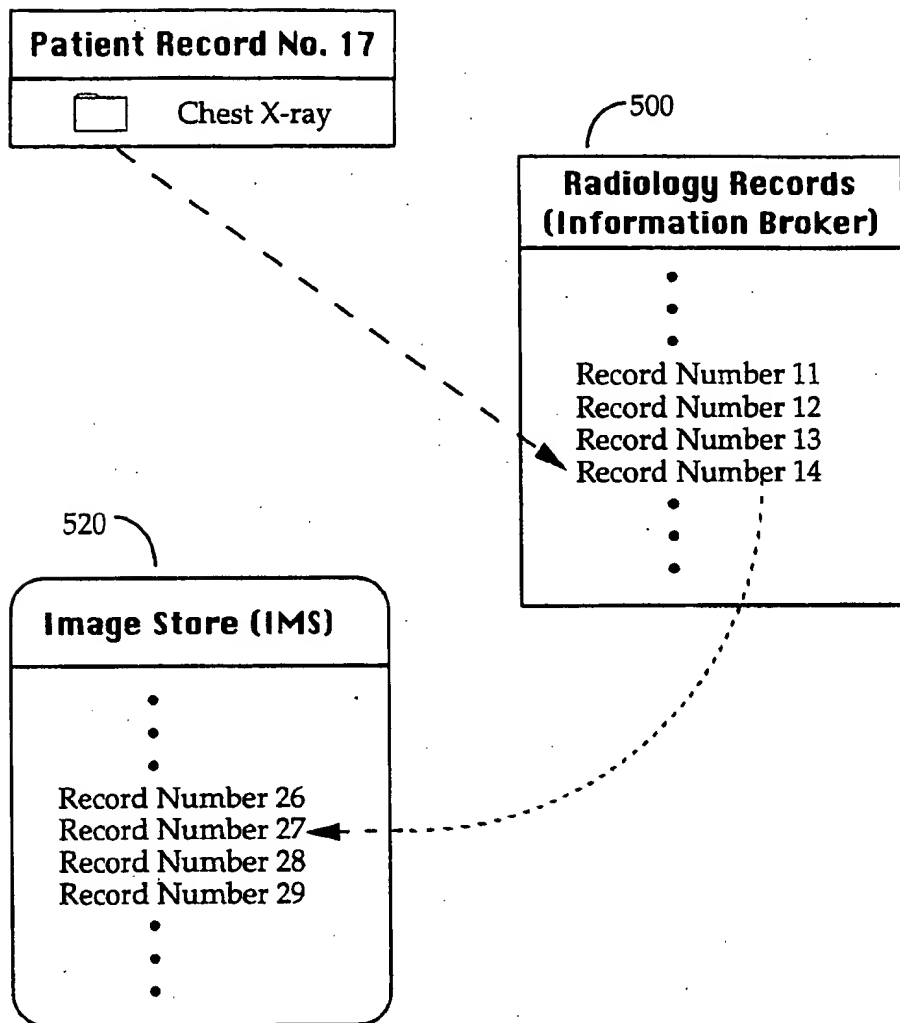 Patient Record No. 17
Chest X-ray
500
Radiology Records
(Information Broker)
Record Number 11
Record Number 12
Record Number 13
Record Number 14
520
Image Store (IMS)
Record Number 26
Record Number 27
Record Number 28
Record Number 29